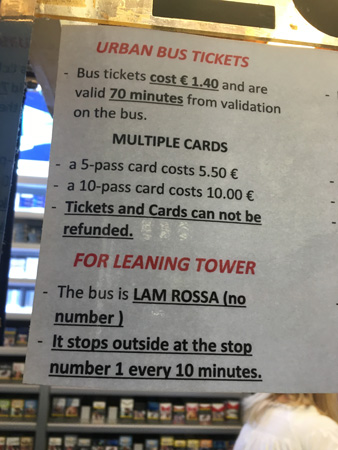 URBAN BUS TICKETS
- Bus tickets cost € 1.40 and are
valid 70 minutes from validation
on the bus.
MULTIPLE CARDS
- a 5-pass card costs 5.50 €
- a 10-pass card costs 10.00 €
- Tickets and Cards can not be
refunded.
FOR LEANING TOWER
- The bus is LAM ROSSA (no
number )
- It stops outside at the stop
number 1 every 10 minutes.